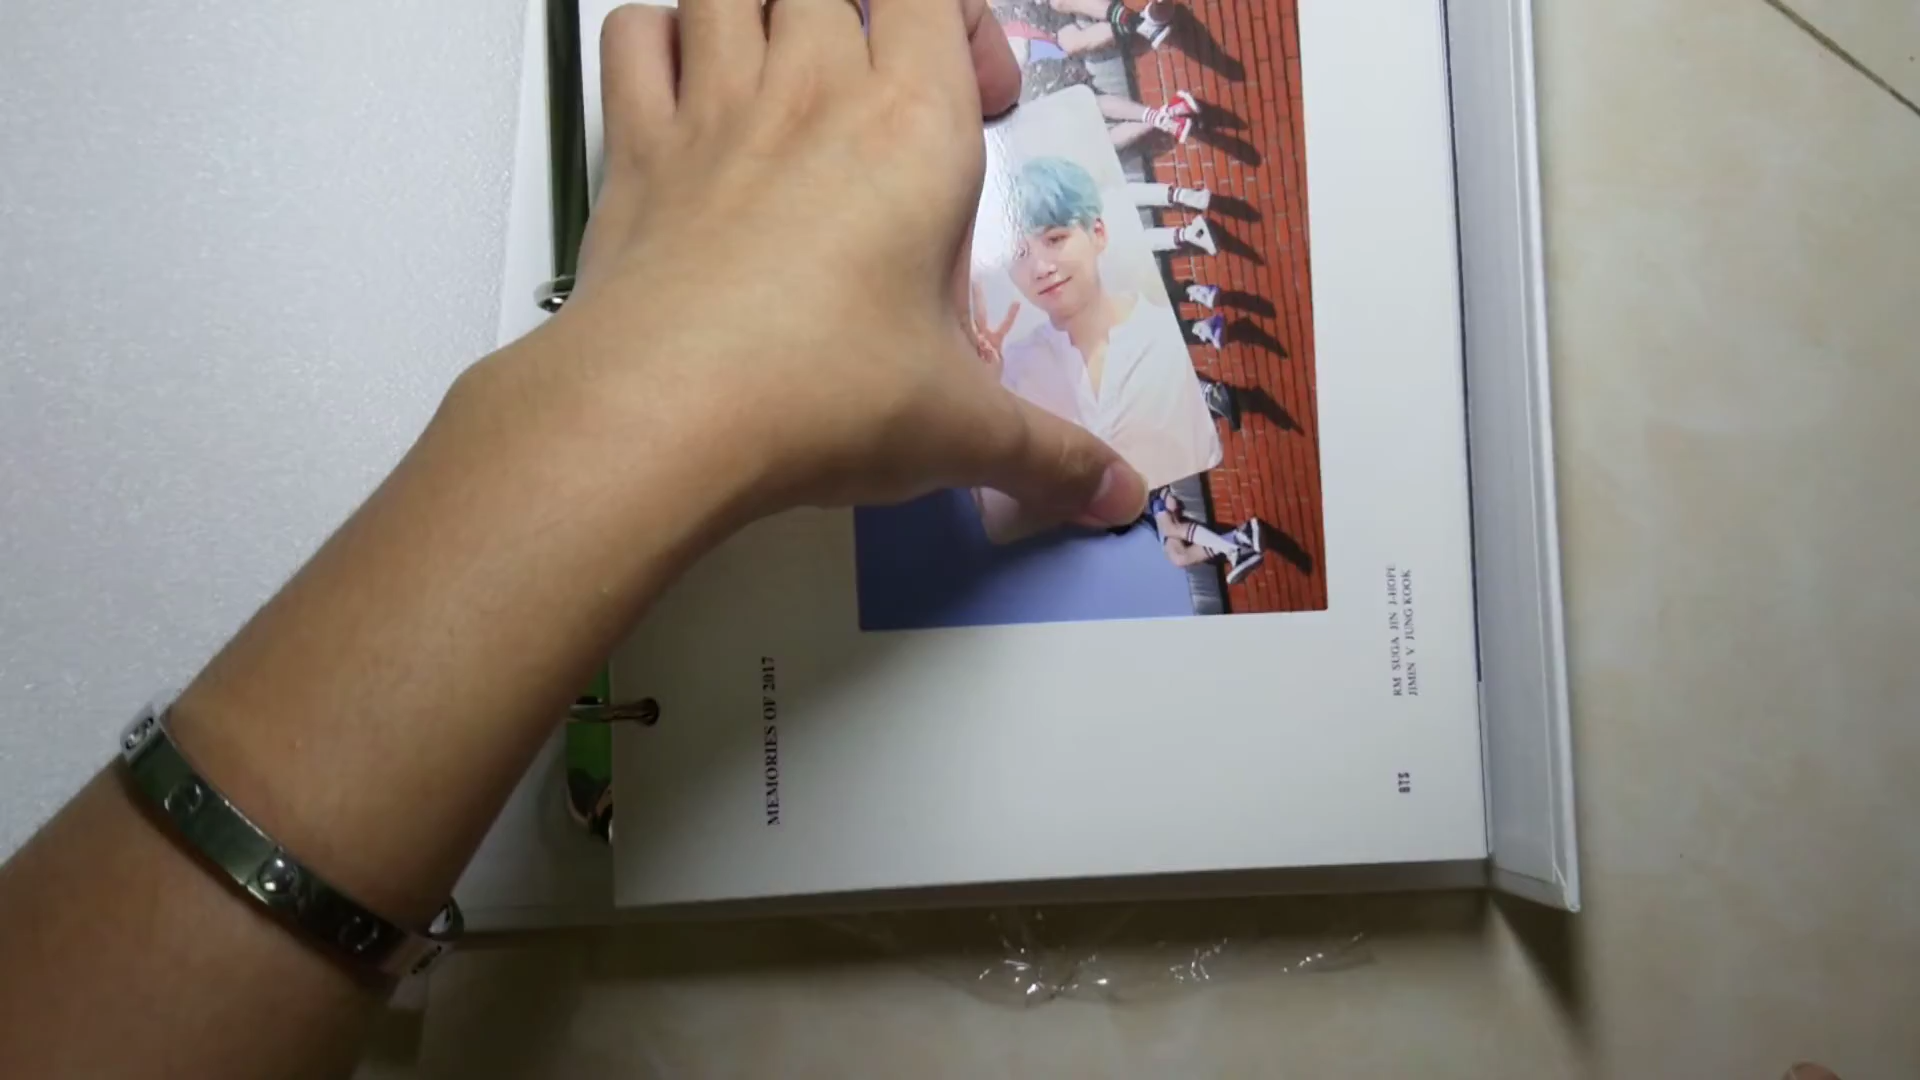 MEMORIES OF 2017
RM SUGA JIN J-HOPE
JIMIN V JUNG KOOK
BTS